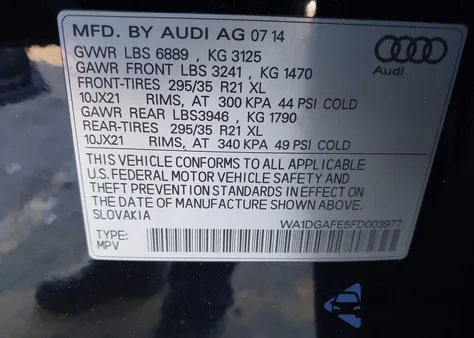 MFD. BY AUDI AG 07 14
GVWR LBS 6889 , KG 3125
GAWR FRONT LBS 3241 , KG 1470
FRONT-TIRES 295/35 R21 XL
10JX21 RIMS, AT 300 KPA 44 PSI COLD
GAWR REAR LBS3946 , KG 1790
REAR-TIRES 295/35 R21 XL
10JX21 RIMS, AT 340 KPA 49 PSI COLD
THIS VEHICLE CONFORMS TO ALL APPLICABLE
U.S. FEDERAL MOTOR VEHICLE SAFETY AND
THEFT PREVENTION STANDARDS IN EFFECT ON
THE DATE OF MANUFACTURE SHOWN ABOVE.
SLOVAKIA
WA1DGAFE5FD003977
TYPE:
MPV
Audi